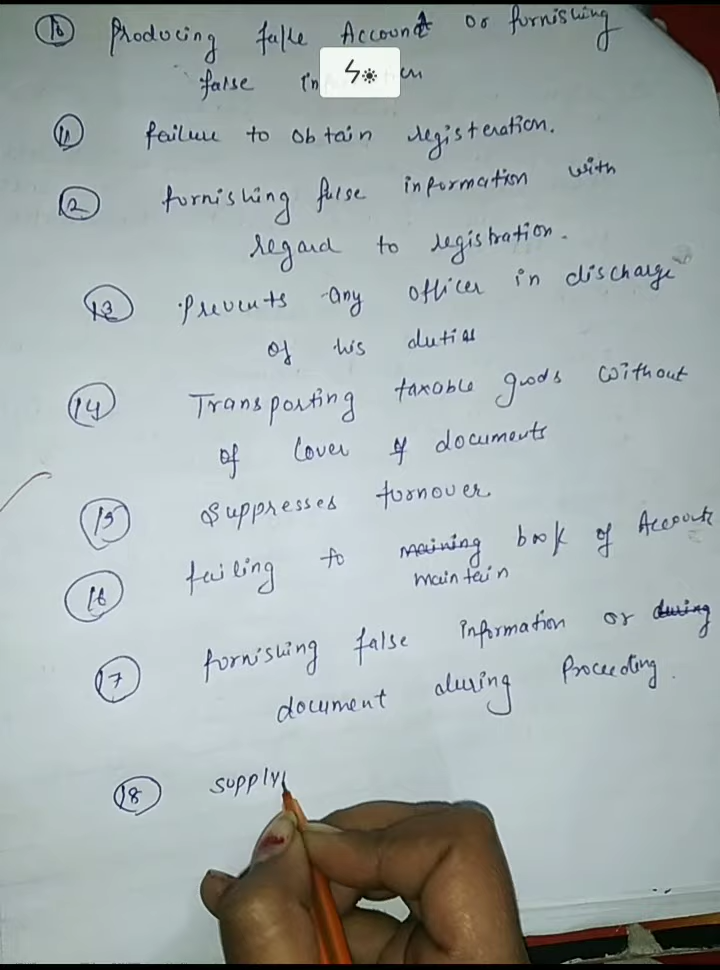 10 Producing false Account or furnishing
false
11 failure to obtain registeration.
12 furnishing false information with
regard to registration.
13 Prevents any officer in discharge
of his duties
14 Transporting taxable goods without
of cover of documents
15 Suppresses turnover.
16 failing to maining book of Accounts
maintain
17 furnishing false information or during
document during Proceeding.
18 supply